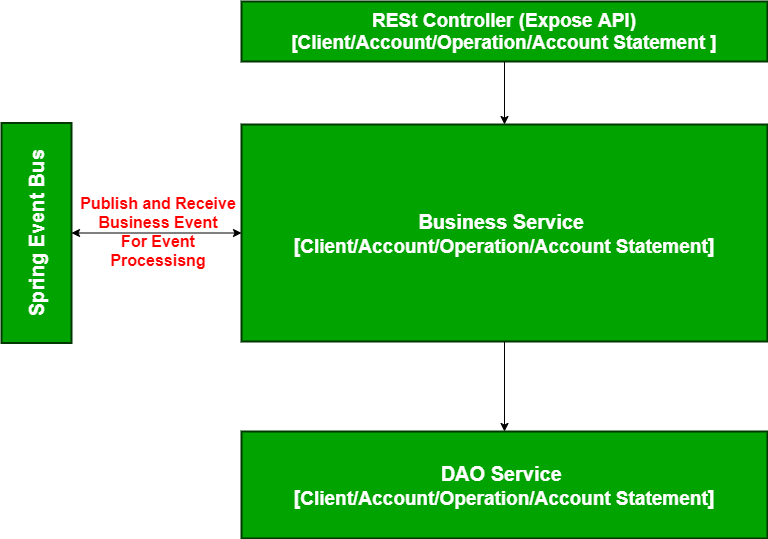 RESt Controller (Expose API)
[Client/Account/Operation/Account Statement ]
Spring Event Bus
Publish and Receive
Business Event
For Event
Processisng
Business Service
[Client/Account/Operation/Account Statement]
DAO Service
[Client/Account/Operation/Account Statement]